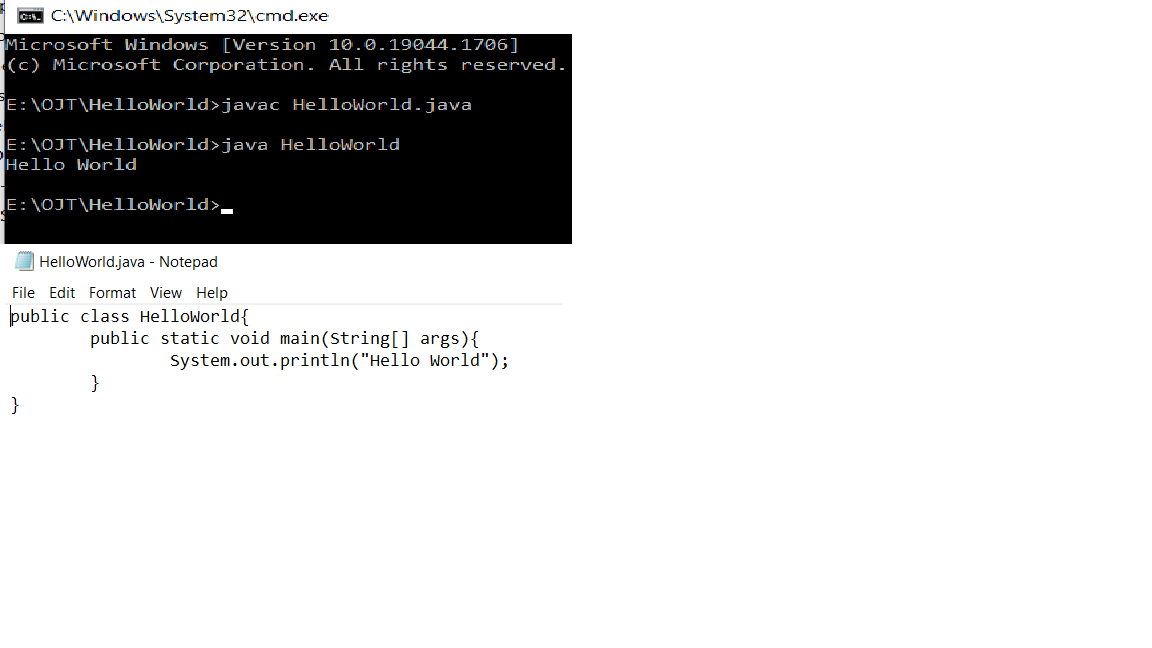 C:\Windows\System32\cmd.exe
Microsoft Windows [Version 10.0.19044.1706]
(c) Microsoft Corporation. All rights reserved.
E:\OJT\HelloWorld>javac HelloWorld.java
E:\OJT\HelloWorld>java HelloWorld
Hello World
E:\OJT\HelloWorld>
HelloWorld.java - Notepad
File Edit Format View Help
public class HelloWorld{
public static void main(String[] args){
System.out.println("Hello World");
}
}